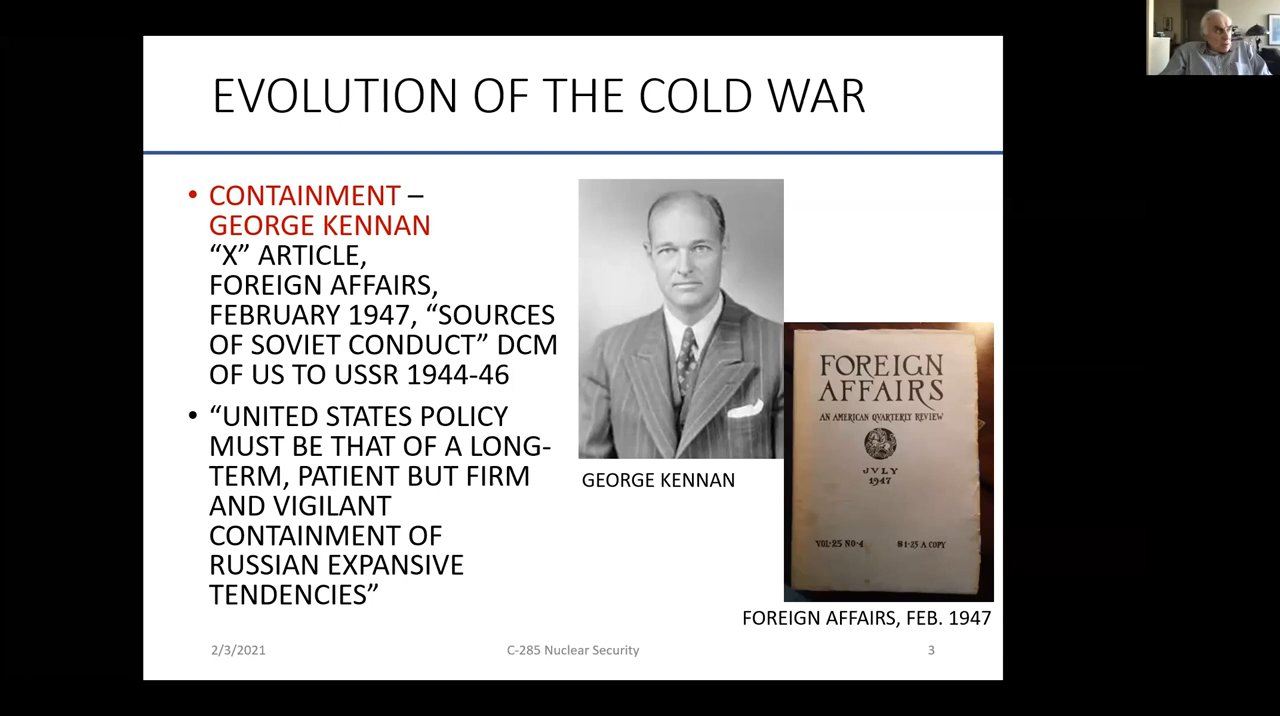 EVOLUTION OF THE COLD WAR
• CONTAINMENT –
GEORGE KENNAN
“X” ARTICLE,
FOREIGN AFFAIRS,
FEBRUARY 1947, “SOURCES
OF SOVIET CONDUCT” DCM
OF US TO USSR 1944-46
• “UNITED STATES POLICY
MUST BE THAT OF A LONG-
TERM, PATIENT BUT FIRM
AND VIGILANT
CONTAINMENT OF
RUSSIAN EXPANSIVE
TENDENCIES”
GEORGE KENNAN
FOREIGN
AFFAIRS
AN AMERICAN QVARTERLY REVIEW
JVLY
1947
VOL·25 NO·4
$1·25 A COPY
FOREIGN AFFAIRS, FEB. 1947
2/3/2021
C-285 Nuclear Security
3